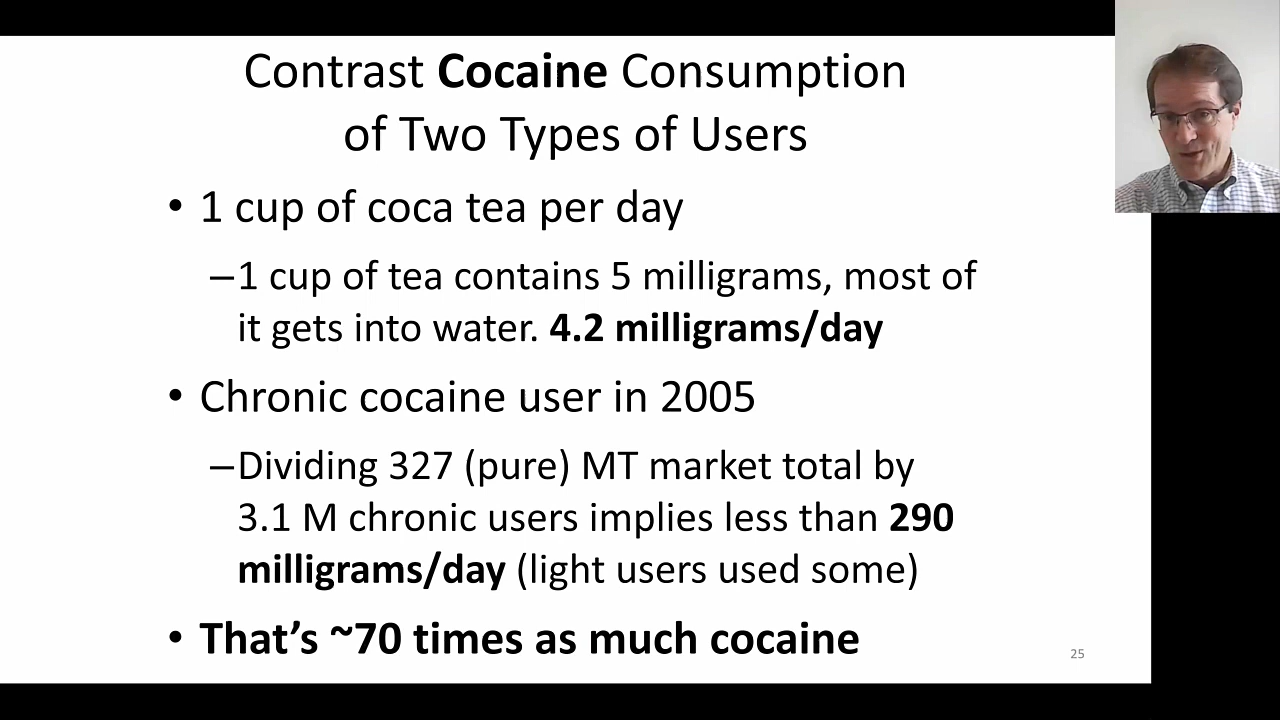 Contrast Cocaine Consumption
of Two Types of Users
• 1 cup of coca tea per day
–1 cup of tea contains 5 milligrams, most of
it gets into water. 4.2 milligrams/day
• Chronic cocaine user in 2005
–Dividing 327 (pure) MT market total by
3.1 M chronic users implies less than 290
milligrams/day (light users used some)
• That’s ~70 times as much cocaine
25